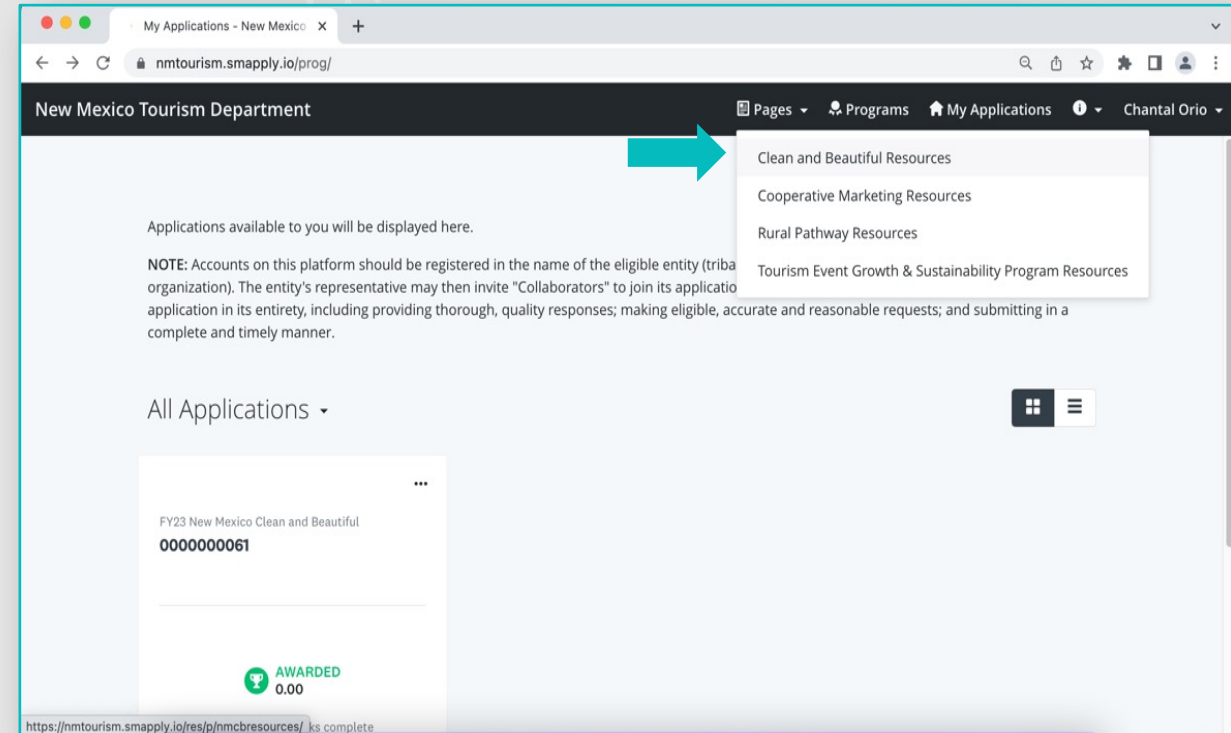 My Applications - New Mexico
nmtourism.smapply.io/prog/
New Mexico Tourism Department
Pages
Programs
My Applications
Chantal Orio
Clean and Beautiful Resources
Cooperative Marketing Resources
Rural Pathway Resources
Tourism Event Growth & Sustainability Program Resources
Applications available to you will be displayed here.
NOTE: Accounts on this platform should be registered in the name of the eligible entity
organization). The entity's representative may then invite "Collaborators" to join its
application in its entirety, including providing thorough, quality responses; making eligible, accurate and reasonable requests; and submitting in a
complete and timely manner.
All Applications
FY23 New Mexico Clean and Beautiful
0000000061
AWARDED
0.00
https://nmtourism.smapply.io/res/p/nmcbresources/
ks complete